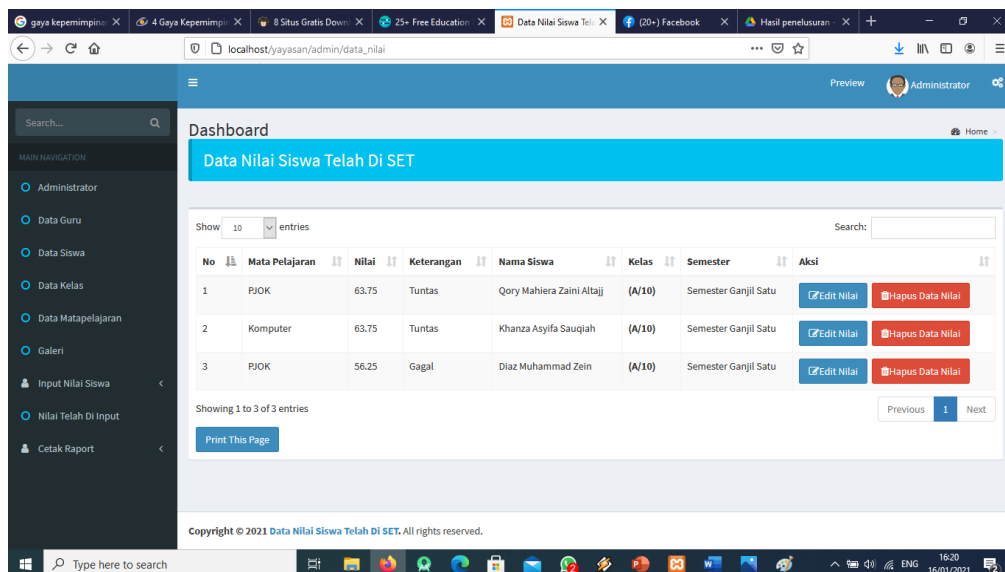 gaya kepemimpina
4 Gaya Kepemimpi
8 Situs Gratis Downl
25+ Free Education
Data Nilai Siswa Tela
(20+) Facebook
Hasil penelusuran -
localhost/yayasan/admin/data_nilai
Preview Administrator
Search...
Dashboard
Home >
MAIN NAVIGATION
Data Nilai Siswa Telah Di SET
Administrator
Data Guru
Data Siswa
Data Kelas
Data Matapelajaran
Galeri
Input Nilai Siswa
Nilai Telah Di Input
Cetak Raport
Show 10 entries Search:
No Mata Pelajaran Nilai Keterangan Nama Siswa Kelas Semester Aksi
1 PJOK 63.75 Tuntas Qory Mahiera Zaini Altajj (A/10) Semester Ganjil Satu Edit Nilai Hapus Data Nilai
2 Komputer 63.75 Tuntas Khanza Asyifa Sauqiah (A/10) Semester Ganjil Satu Edit Nilai Hapus Data Nilai
3 PJOK 56.25 Gagal Diaz Muhammad Zein (A/10) Semester Ganjil Satu Edit Nilai Hapus Data Nilai
Showing 1 to 3 of 3 entries Previous 1 Next
Print This Page
Copyright © 2021 Data Nilai Siswa Telah Di SET. All rights reserved.
Type here to search
ENG
16:20
16/01/2021